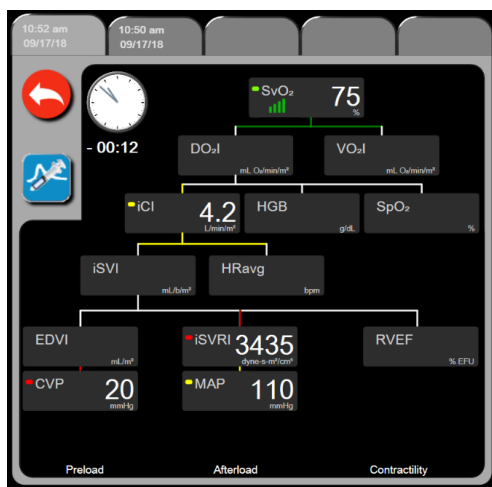 10:52 am
09/17/18
10:50 am
09/17/18
- 00:12
SvO₂ 75
%
DO₂I
mL O₂/min/m²
VO₂I
mL O₂/min/m²
iCI 4.2
L/min/m²
HGB
g/dL
SpO₂
%
iSVI
mL/b/m²
HRavg
bpm
EDVI
mL/m²
iSVRI 3435
dyne-s-m²/cm⁵
RVEF
% EFU
CVP 20
mmHg
MAP 110
mmHg
Preload
Afterload
Contractility